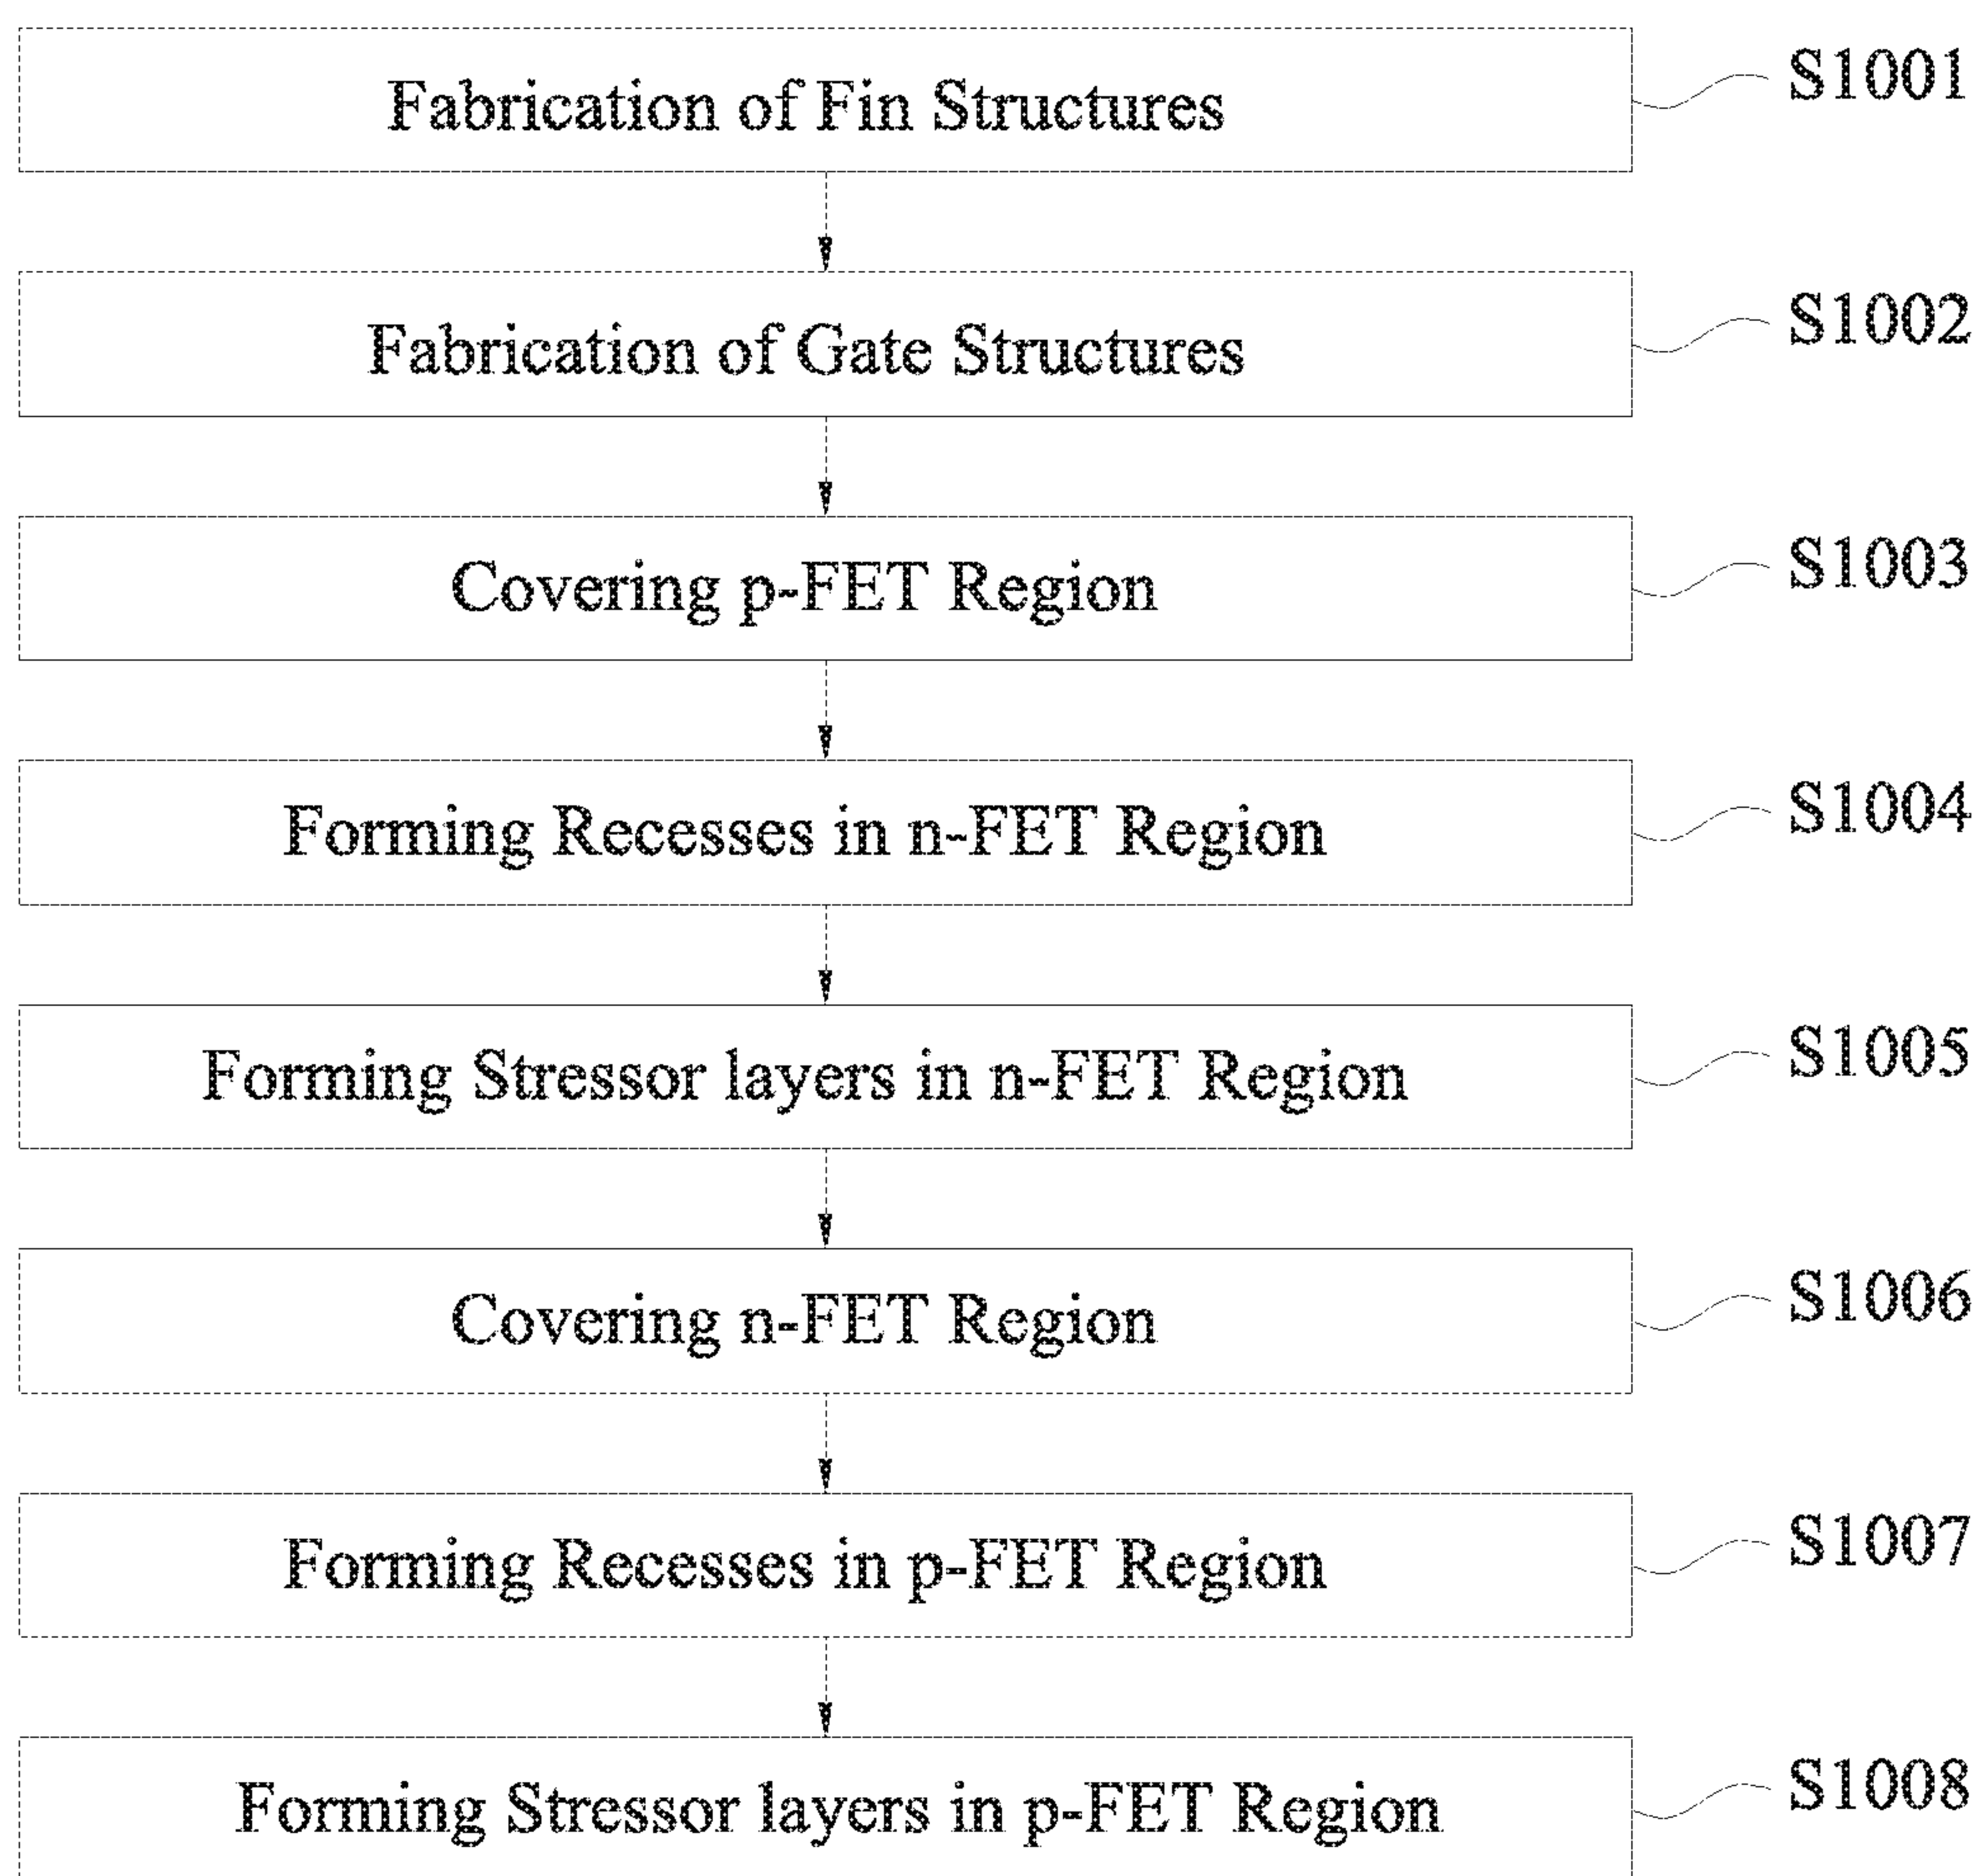 Fabrication of Fin Structures S1001
Fabrication of Gate Structures S1002
Covering p-FET Region S1003
Forming Recesses in n-FET Region S1004
Forming Stressor layers in n-FET Region S1005
Covering n-FET Region S1006
Forming Recesses in p-FET Region S1007
Forming Stressor layers in p-FET Region S1008